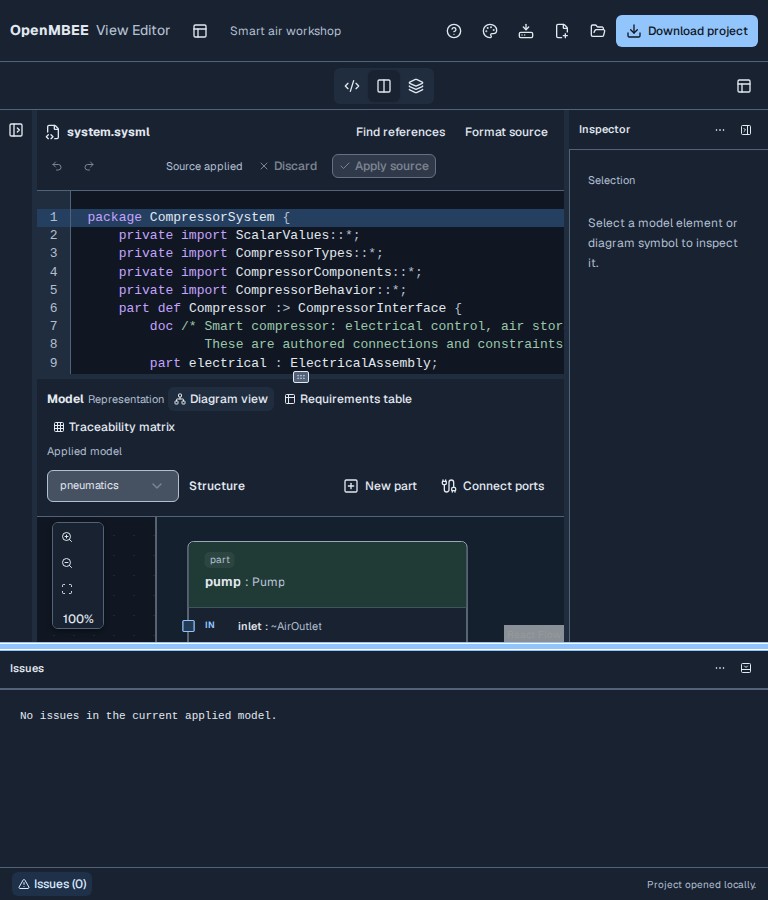 OpenMBEE View Editor
Smart air workshop
Download project
system.sysml
Find references
Format source
Source applied
Discard
Apply source
1 package CompressorSystem {
2 private import ScalarValues::*;
3 private import CompressorTypes::*;
4 private import CompressorComponents::*;
5 private import CompressorBehavior::*;
6 part def Compressor :> CompressorInterface {
7 doc /* Smart compressor: electrical control, air stor
8 These are authored connections and constraints
9 part electrical : ElectricalAssembly;
Inspector
Selection
Select a model element or
diagram symbol to inspect
it.
Model Representation Diagram view Requirements table
Traceability matrix
Applied model
pneumatics
Structure
New part
Connect ports
100%
part
pump : Pump
IN inlet : ~AirOutlet
Issues
No issues in the current applied model.
Issues (0)
Project opened locally.